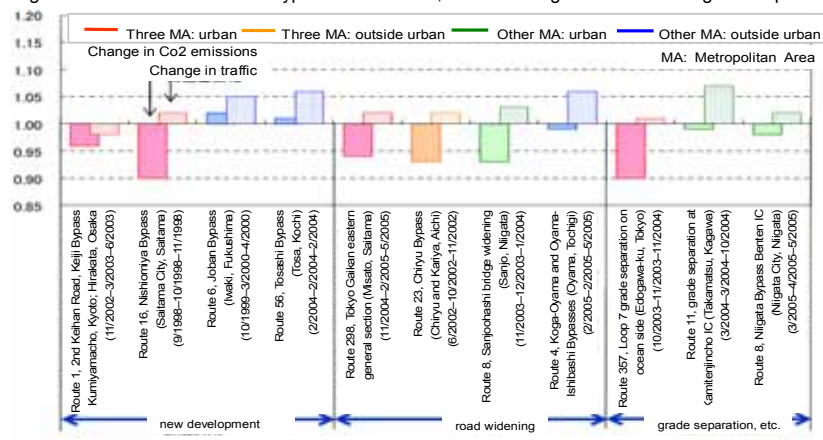 1.20
1.15
1.10
1.05
1.00
0.95
0.90
0.85
Three MA: urban
Three MA: outside urban
Other MA: urban
Other MA: outside urban
Change in Co2 emissions
Change in traffic
MA: Metropolitan Area
Route 1, 2nd Keihan Road, Keiji Bypass
Kumiyamacho, Kyoto; Hirakata, Osaka
(11/2002-3/2003-6/2003)
Route 16, Nishiomiya Bypass
(Saitama City, Saitama)
(9/1998-10/1998-11/1998)
Route 6, Joban Bypass
(Iwaki, Fukushima)
(10/1999-3/2000-4/2000)
Route 56, Tosashi Bypass
(Tosa, Kochi)
(2/2004-2/2004-2/2004)
Route 298, Tokyo Gaikan eastern
general section (Misato, Saitama)
(11/2004-2/2005-5/2005)
Route 23, Chiryu Bypass
(Chiryu and Kariya, Aichi)
(6/2002-10/2002-11/2002)
Route 8, Sanjoohashi bridge widening
(Sanjo, Niigata)
(11/2003-12/2003-1/2004)
Route 4, Koga-Oyama and Oyama-
Ishibashi Bypasses (Oyama, Tochigi)
(2/2005-2/2005-5/2005)
Route 357, Loop 7 grade separation on
ocean side (Edogawa-ku, Tokyo)
(10/2003-11/2003-11/2004)
Route 11, grade separation at
Kamitenjincho IC (Takamatsu, Kagawa)
(3/2004-3/2004-10/2004)
Route 8, Niigata Bypass Benten IC
(Niigata City, Niigata)
(3/2005-4/2005-5/2005)
new development
road widening
grade separation, etc.